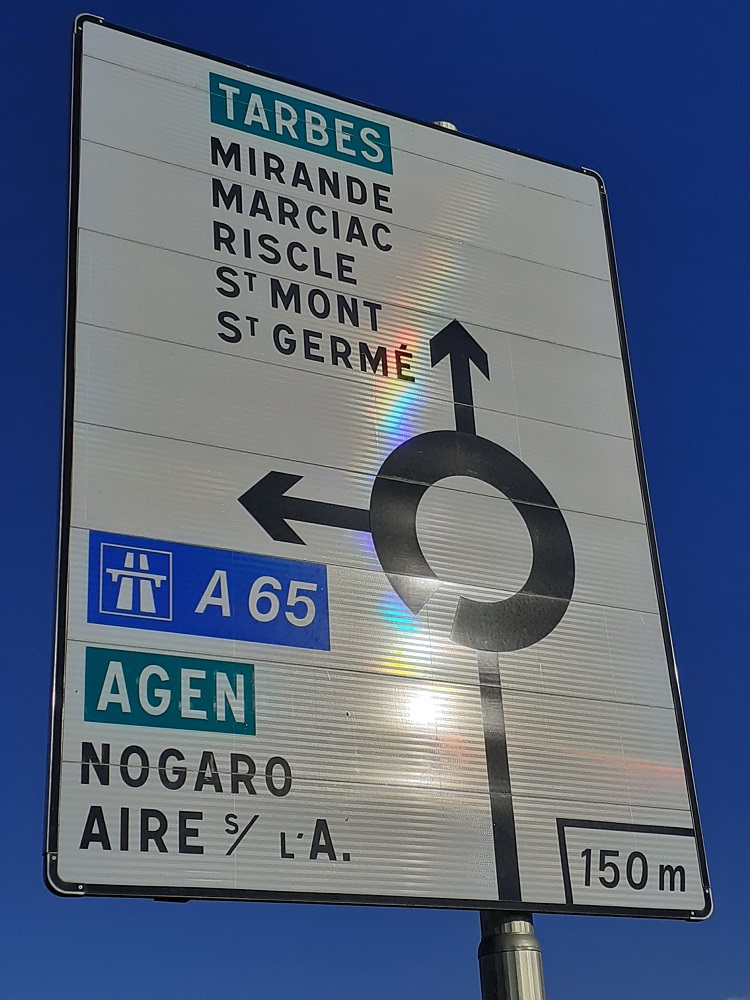 TARBES
MIRANDE
MARCIAC
RISCLE
ST MONT
ST GERMÉ
A 65
AGEN
NOGARO
AIRE S/ L'A.
150 m